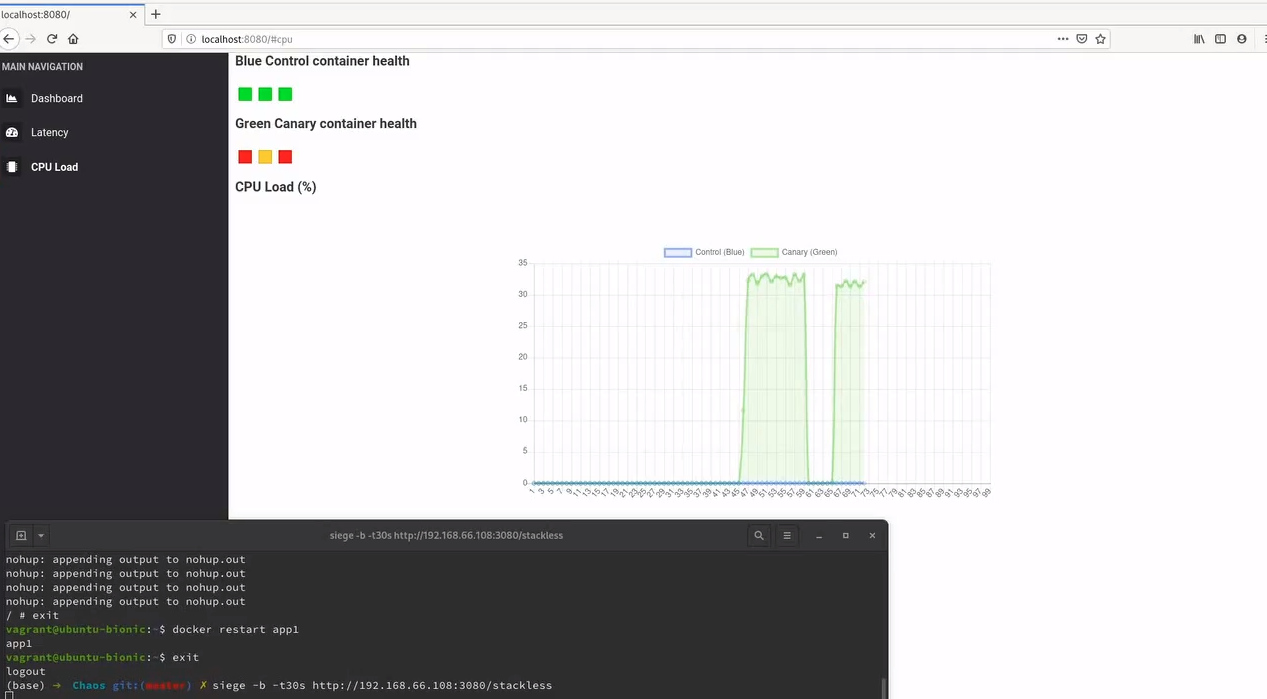 localhost:8080/
localhost:8080/#cpu
MAIN NAVIGATION
Dashboard
Latency
CPU Load
Blue Control container health
Green Canary container health
CPU Load (%)
Control (Blue) Canary (Green)
35
30
25
20
15
10
5
0
1 3 5 7 9 11 13 15 17 19 21 23 25 27 29 31 33 35 37 39 41 43 45 47 49 51 53 55 57 59 61 63 65 67 69 71 73 75 77 79 81 83 85 87 89 91 93 95 97 99
siege -b -t30s http://192.168.66.108:3080/stackless
nohup: appending output to nohup.out
nohup: appending output to nohup.out
nohup: appending output to nohup.out
nohup: appending output to nohup.out
/ # exit
vagrant@ubuntu-bionic:~$ docker restart app1
app1
vagrant@ubuntu-bionic:~$ exit
logout
(base) → Chaos git:( ) ✗ siege -b -t30s http://192.168.66.108:3080/stackless